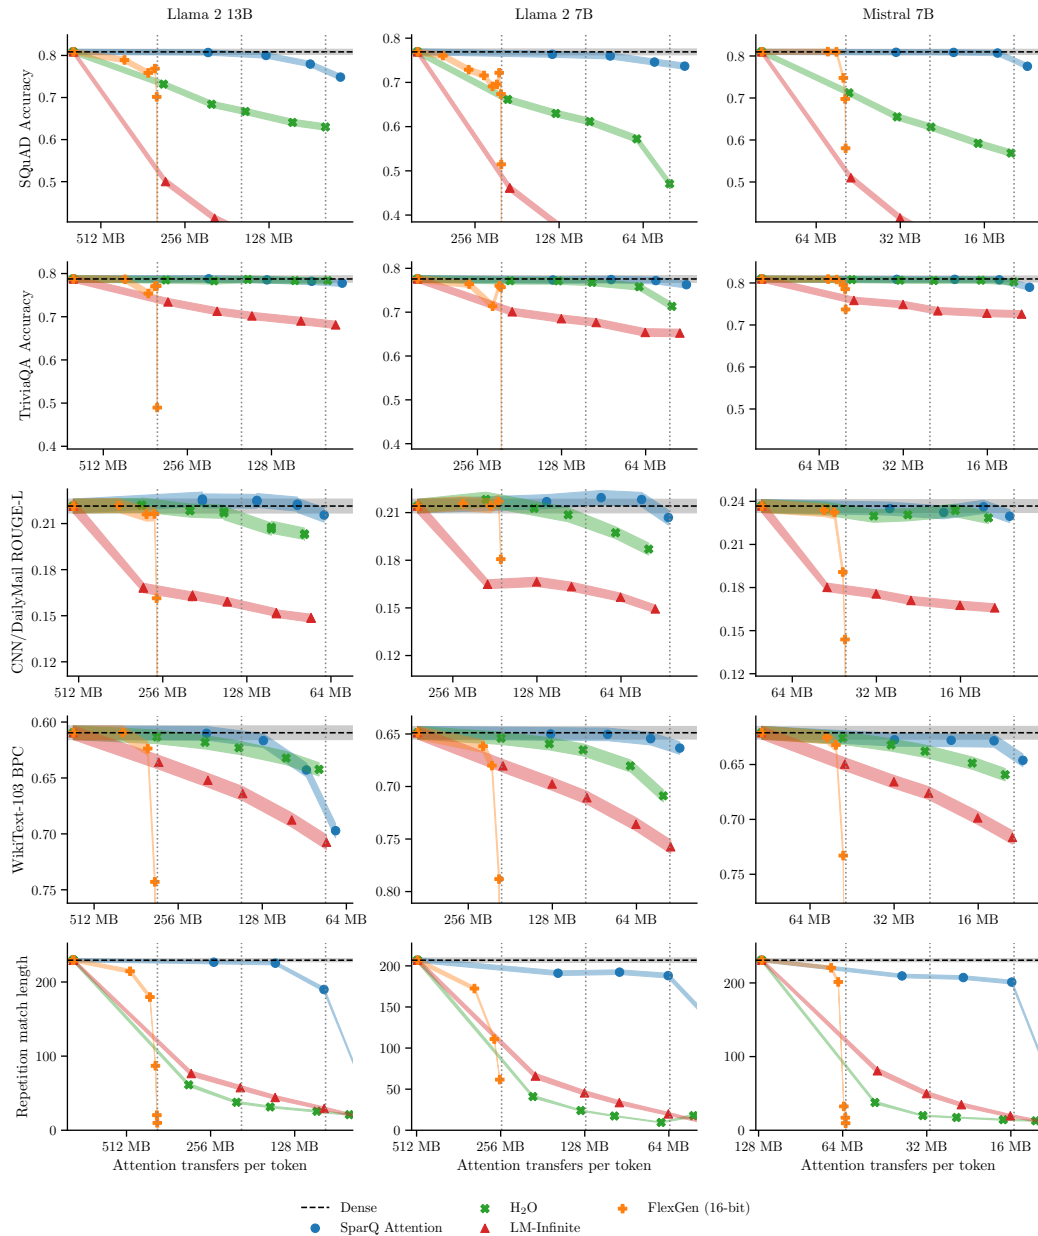 Llama 2 13B Llama 2 7B Mistral 7B
SQuAD Accuracy
0.8 0.7 0.6 0.5
512 MB 256 MB 128 MB
0.8 0.7 0.6 0.5 0.4
256 MB 128 MB 64 MB
0.8 0.7 0.6 0.5
64 MB 32 MB 16 MB
TriviaQA Accuracy
0.8 0.7 0.6 0.5 0.4
512 MB 256 MB 128 MB
0.8 0.7 0.6 0.5 0.4
256 MB 128 MB 64 MB
0.8 0.7 0.6 0.5
64 MB 32 MB 16 MB
CNN/DailyMail ROUGE-L
0.21 0.18 0.15 0.12
512 MB 256 MB 128 MB 64 MB
0.21 0.18 0.15 0.12
256 MB 128 MB 64 MB
0.24 0.21 0.18 0.15 0.12
64 MB 32 MB 16 MB
WikiText-103 BPC
0.60 0.65 0.70 0.75
512 MB 256 MB 128 MB 64 MB
0.65 0.70 0.75 0.80
256 MB 128 MB 64 MB
0.65 0.70 0.75
64 MB 32 MB 16 MB
Repetition match length
200 100 0
512 MB 256 MB 128 MB
200 150 100 50 0
512 MB 256 MB 128 MB 64 MB
200 100 0
128 MB 64 MB 32 MB 16 MB
Attention transfers per token Attention transfers per token Attention transfers per token
Dense H₂O FlexGen (16-bit)
SparQ Attention LM-Infinite